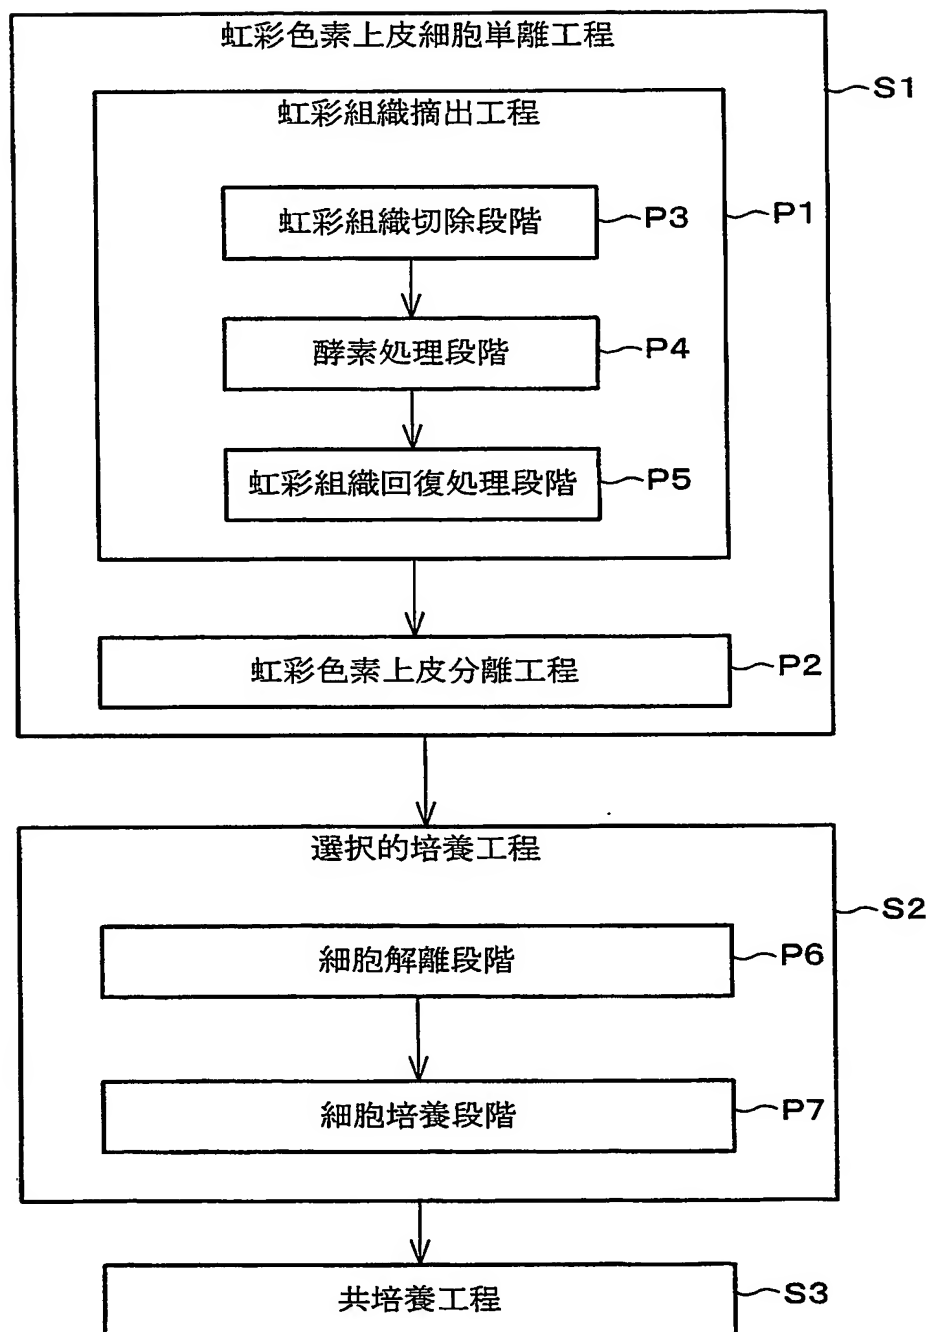 虹彩色素上皮細胞単離工程
S1
虹彩組織摘出工程
P1
虹彩組織切除段階
P3
酵素処理段階
P4
虹彩組織回復処理段階
P5
虹彩色素上皮分離工程
P2
選択的培養工程
S2
細胞解離段階
P6
細胞培養段階
P7
共培養工程
S3